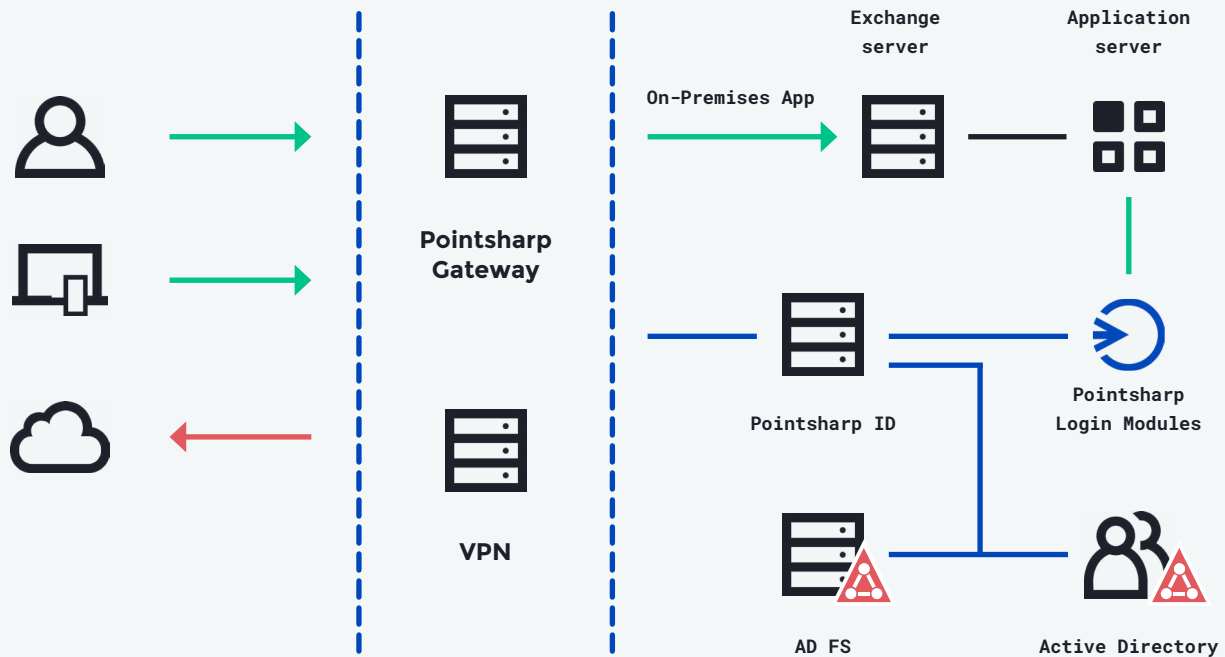 Exchange
server
Application
server
On-Premises App
Pointsharp
Gateway
Pointsharp ID
Pointsharp
Login Modules
VPN
AD FS
Active Directory